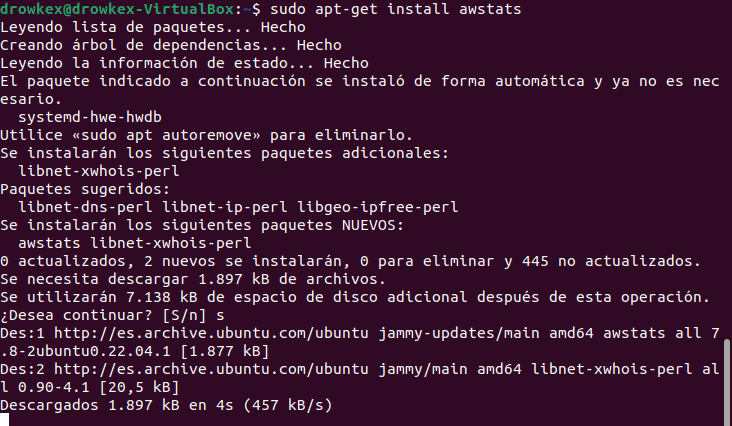 drowkex@drowkex-VirtualBox:~$ sudo apt-get install awstats
Leyendo lista de paquetes... Hecho
Creando árbol de dependencias... Hecho
Leyendo la información de estado... Hecho
El paquete indicado a continuación se instaló de forma automática y ya no es nec
esario.
  systemd-hwe-hwdb
Utilice «sudo apt autoremove» para eliminarlo.
Se instalarán los siguientes paquetes adicionales:
  libnet-xwhois-perl
Paquetes sugeridos:
  libnet-dns-perl libnet-ip-perl libgeo-ipfree-perl
Se instalarán los siguientes paquetes NUEVOS:
  awstats libnet-xwhois-perl
0 actualizados, 2 nuevos se instalarán, 0 para eliminar y 445 no actualizados.
Se necesita descargar 1.897 kB de archivos.
Se utilizarán 7.138 kB de espacio de disco adicional después de esta operación.
¿Desea continuar? [S/n] s
Des:1 http://es.archive.ubuntu.com/ubuntu jammy-updates/main amd64 awstats all 7
.8-2ubuntu0.22.04.1 [1.877 kB]
Des:2 http://es.archive.ubuntu.com/ubuntu jammy/main amd64 libnet-xwhois-perl al
l 0.90-4.1 [20,5 kB]
Descargados 1.897 kB en 4s (457 kB/s)